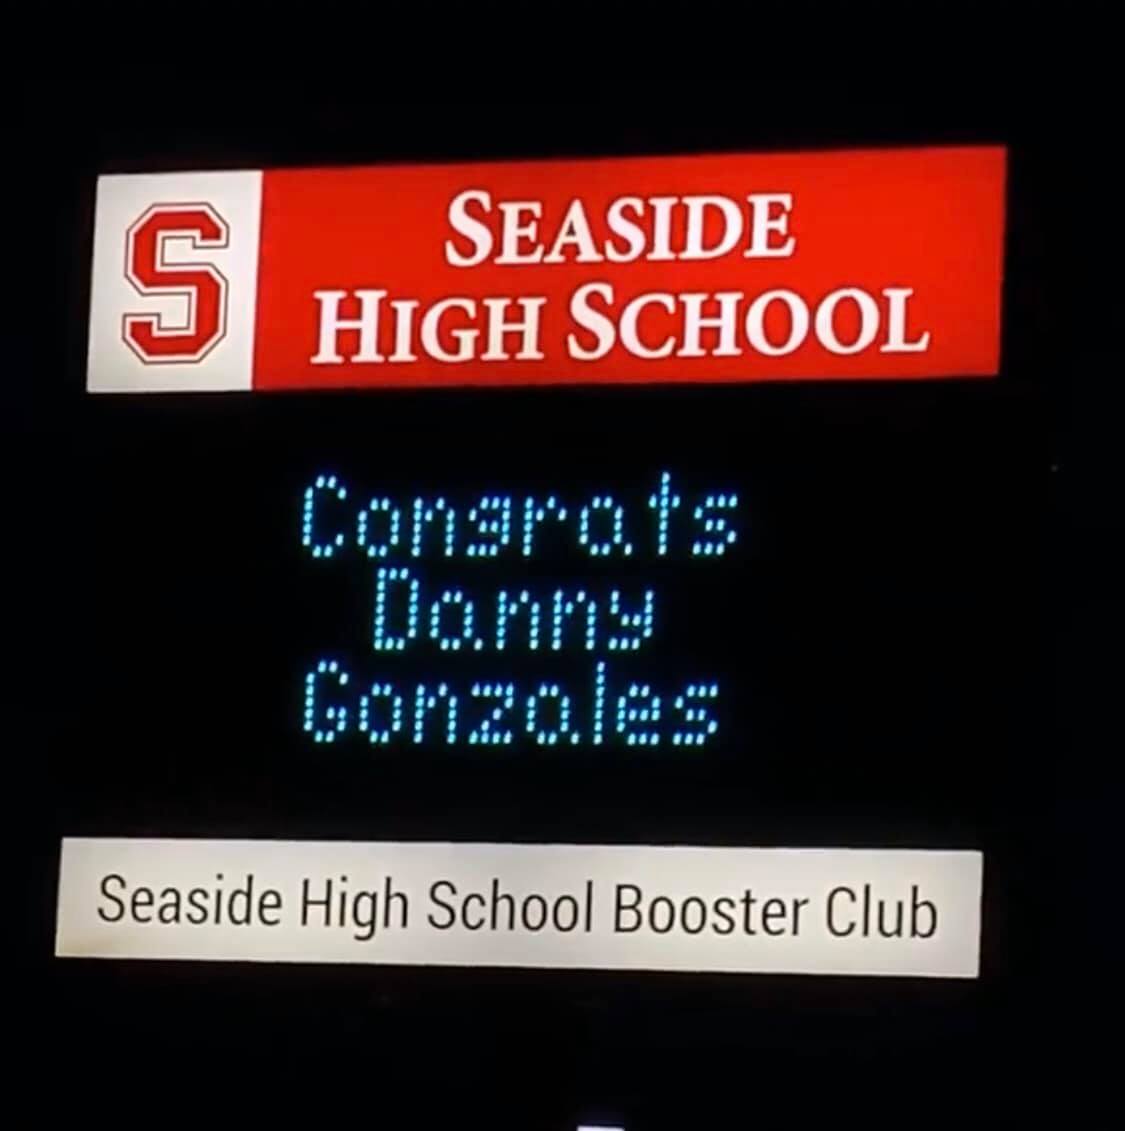 S
SEASIDE
HIGH SCHOOL
Congrats
Danny
Gonzales
Seaside High School Booster Club